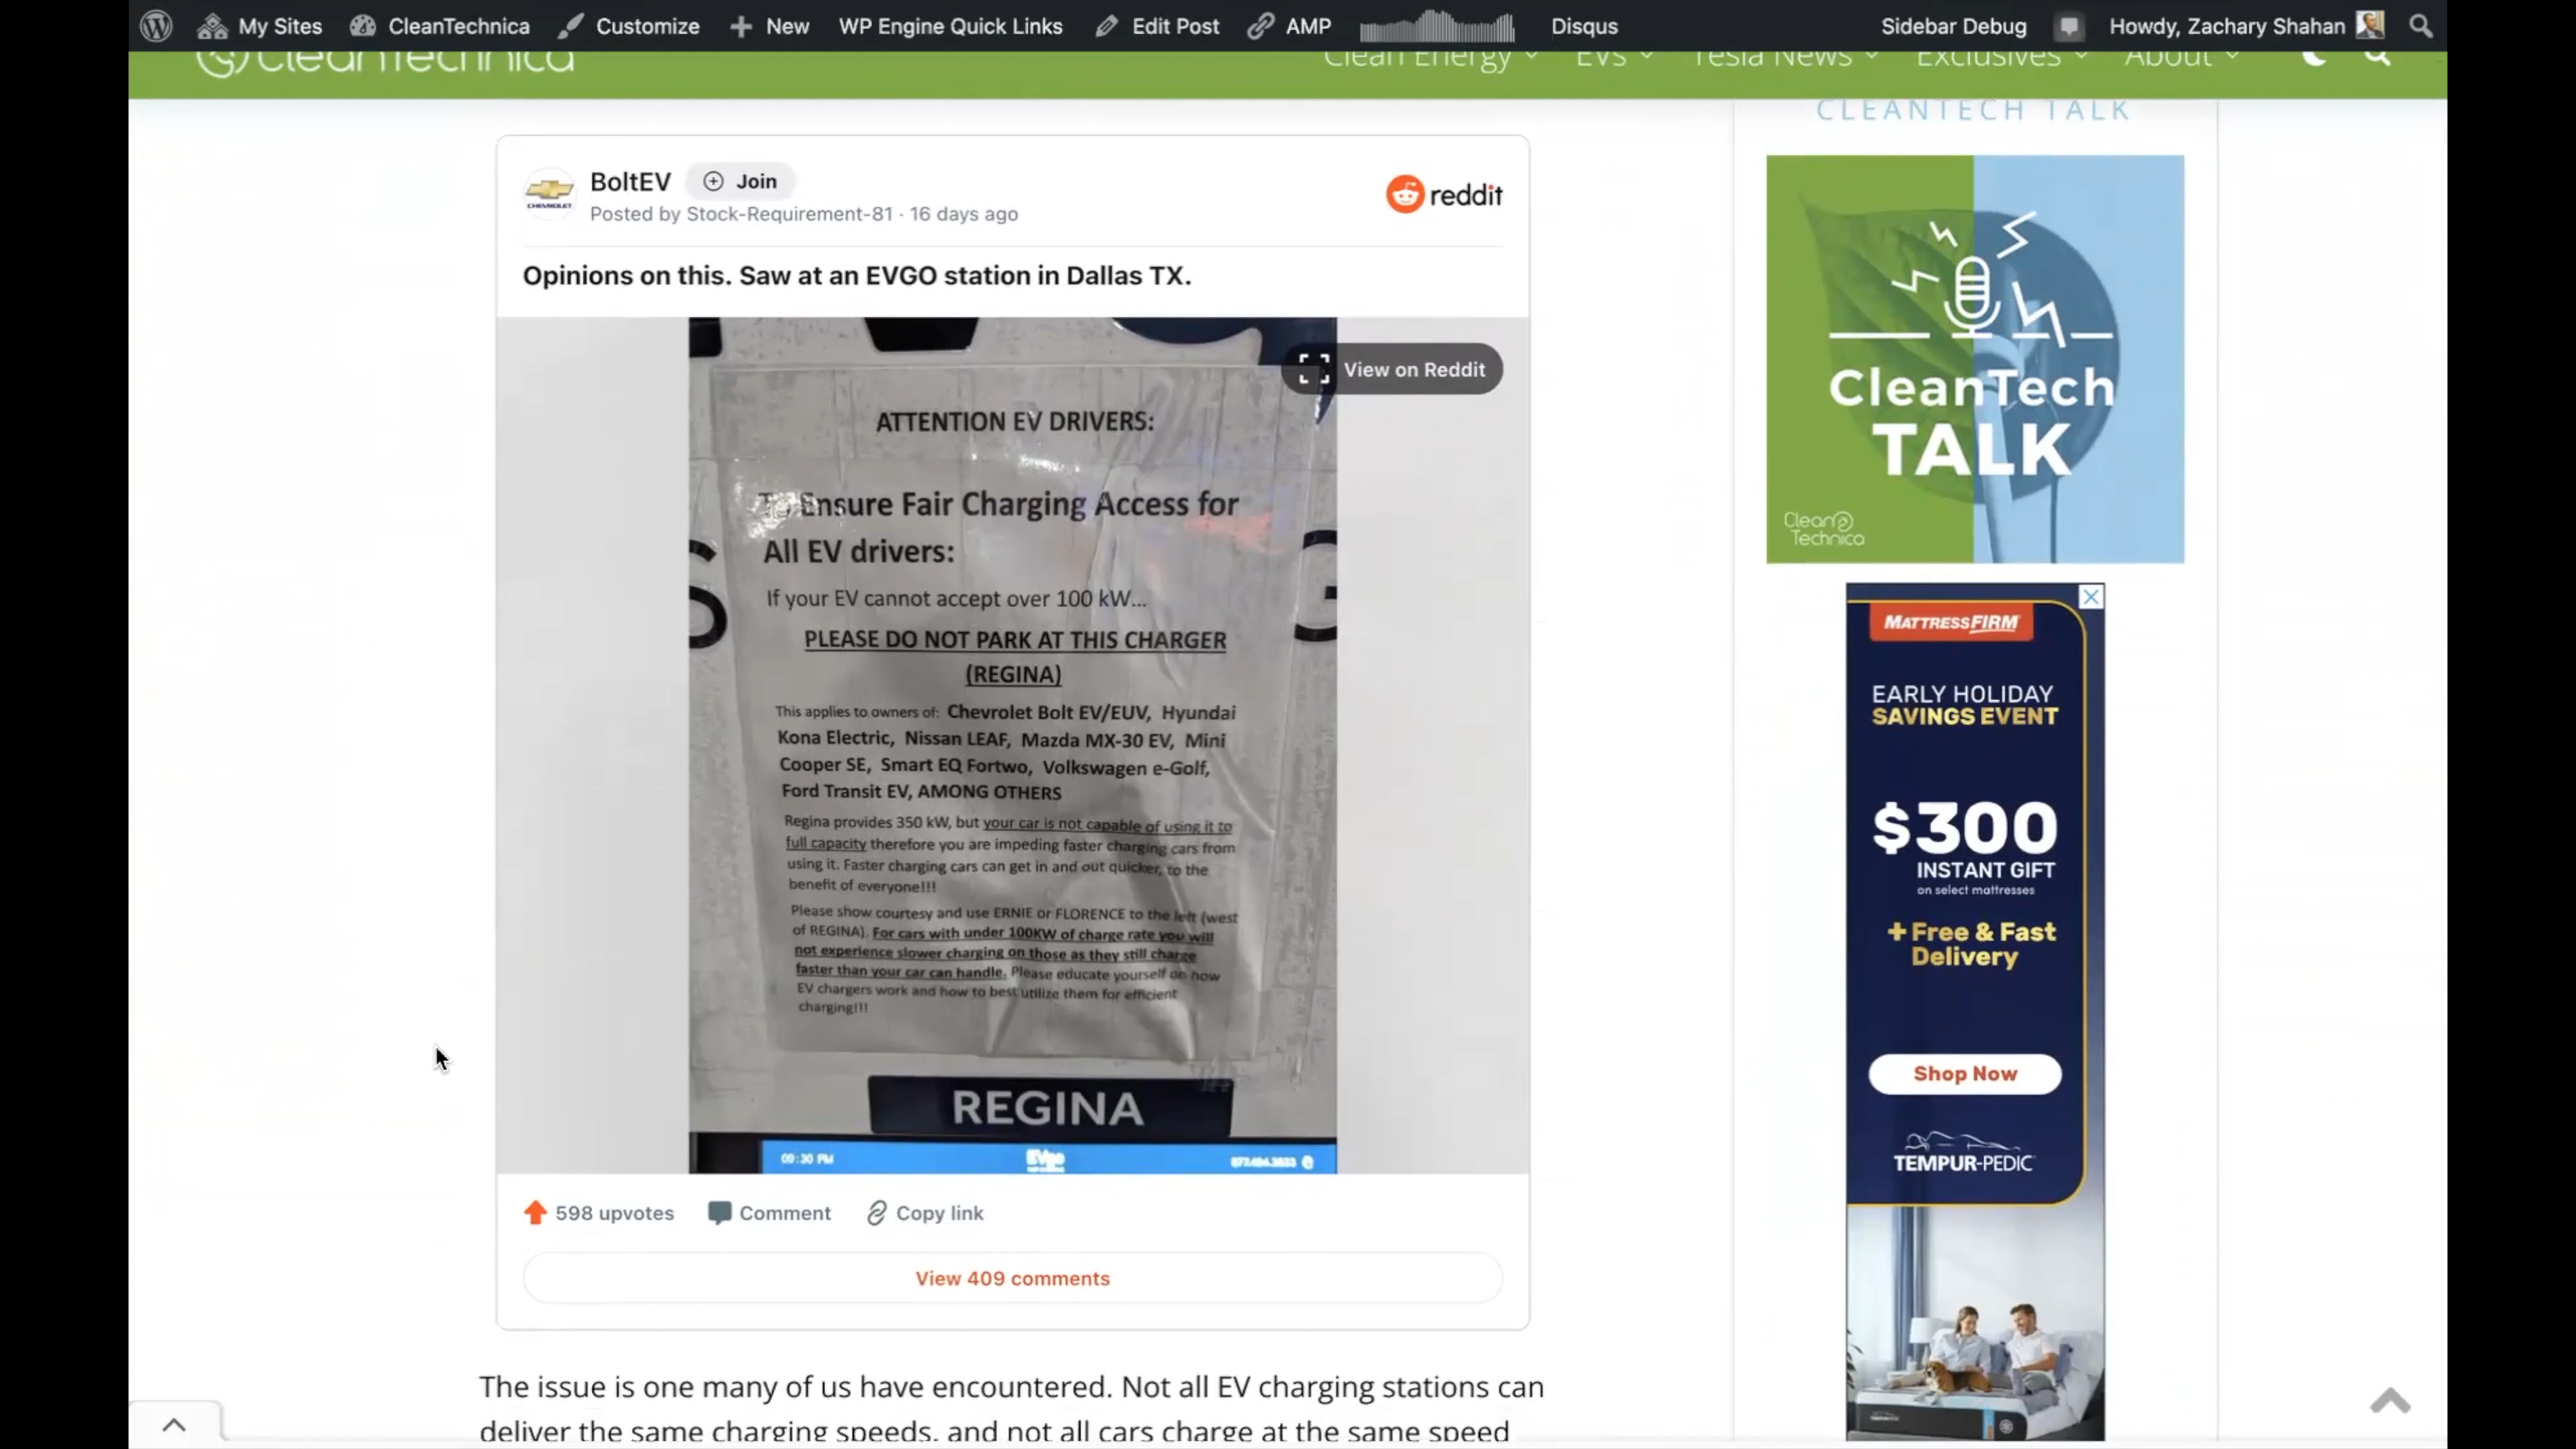 My Sites CleanTechnica Customize New WP Engine Quick Links Edit Post AMP Disqus Sidebar Debug Howdy, Zachary Shahan
CleanTechnica Clean Energy EVs Tesla News Exclusives About
BoltEV Join
reddit
Posted by Stock-Requirement-81 · 16 days ago
Opinions on this. Saw at an EVGO station in Dallas TX.
View on Reddit
ATTENTION EV DRIVERS:
To Ensure Fair Charging Access for
All EV drivers:
If your EV cannot accept over 100 kW...
PLEASE DO NOT PARK AT THIS CHARGER
(REGINA)
This applies to owners of: Chevrolet Bolt EV/EUV, Hyundai
Kona Electric, Nissan LEAF, Mazda MX-30 EV, Mini
Cooper SE, Smart EQ Fortwo, Volkswagen e-Golf,
Ford Transit EV, AMONG OTHERS
Regina provides 350 kW, but your car is not capable of using it to
full capacity therefore you are impeding faster charging cars from
using it. Faster charging cars can get in and out quicker, to the
benefit of everyone!!!
Please show courtesy and use ERNIE or FLORENCE to the left (west
of REGINA). For cars with under 100KW of charge rate you will
not experience slower charging on those as they still charge
faster than your car can handle. Please educate yourself on how
EV chargers work and how to best utilize them for efficient
charging!!!
REGINA
09:30 PM EVgo
598 upvotes Comment Copy link
View 409 comments
The issue is one many of us have encountered. Not all EV charging stations can
deliver the same charging speeds, and not all cars charge at the same speed
CLEANTECH TALK
CleanTech
TALK
Clean
Technica
MATTRESSFIRM
EARLY HOLIDAY
SAVINGS EVENT
$300
INSTANT GIFT
on select mattresses
+ Free & Fast
Delivery
Shop Now
TEMPUR-PEDIC